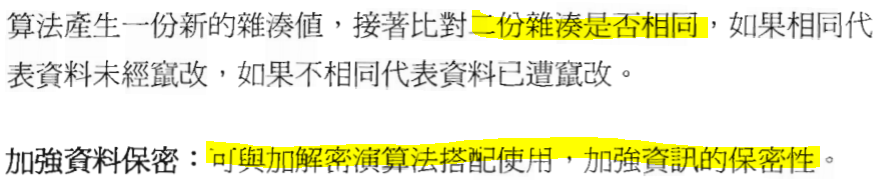 算法產生一份新的雜湊值，接著比對二份雜湊是否相同，如果相同代
表資料未經竄改，如果不相同代表資料已遭竄改。
加強資料保密：可與加解密演算法搭配使用，加強資訊的保密性。